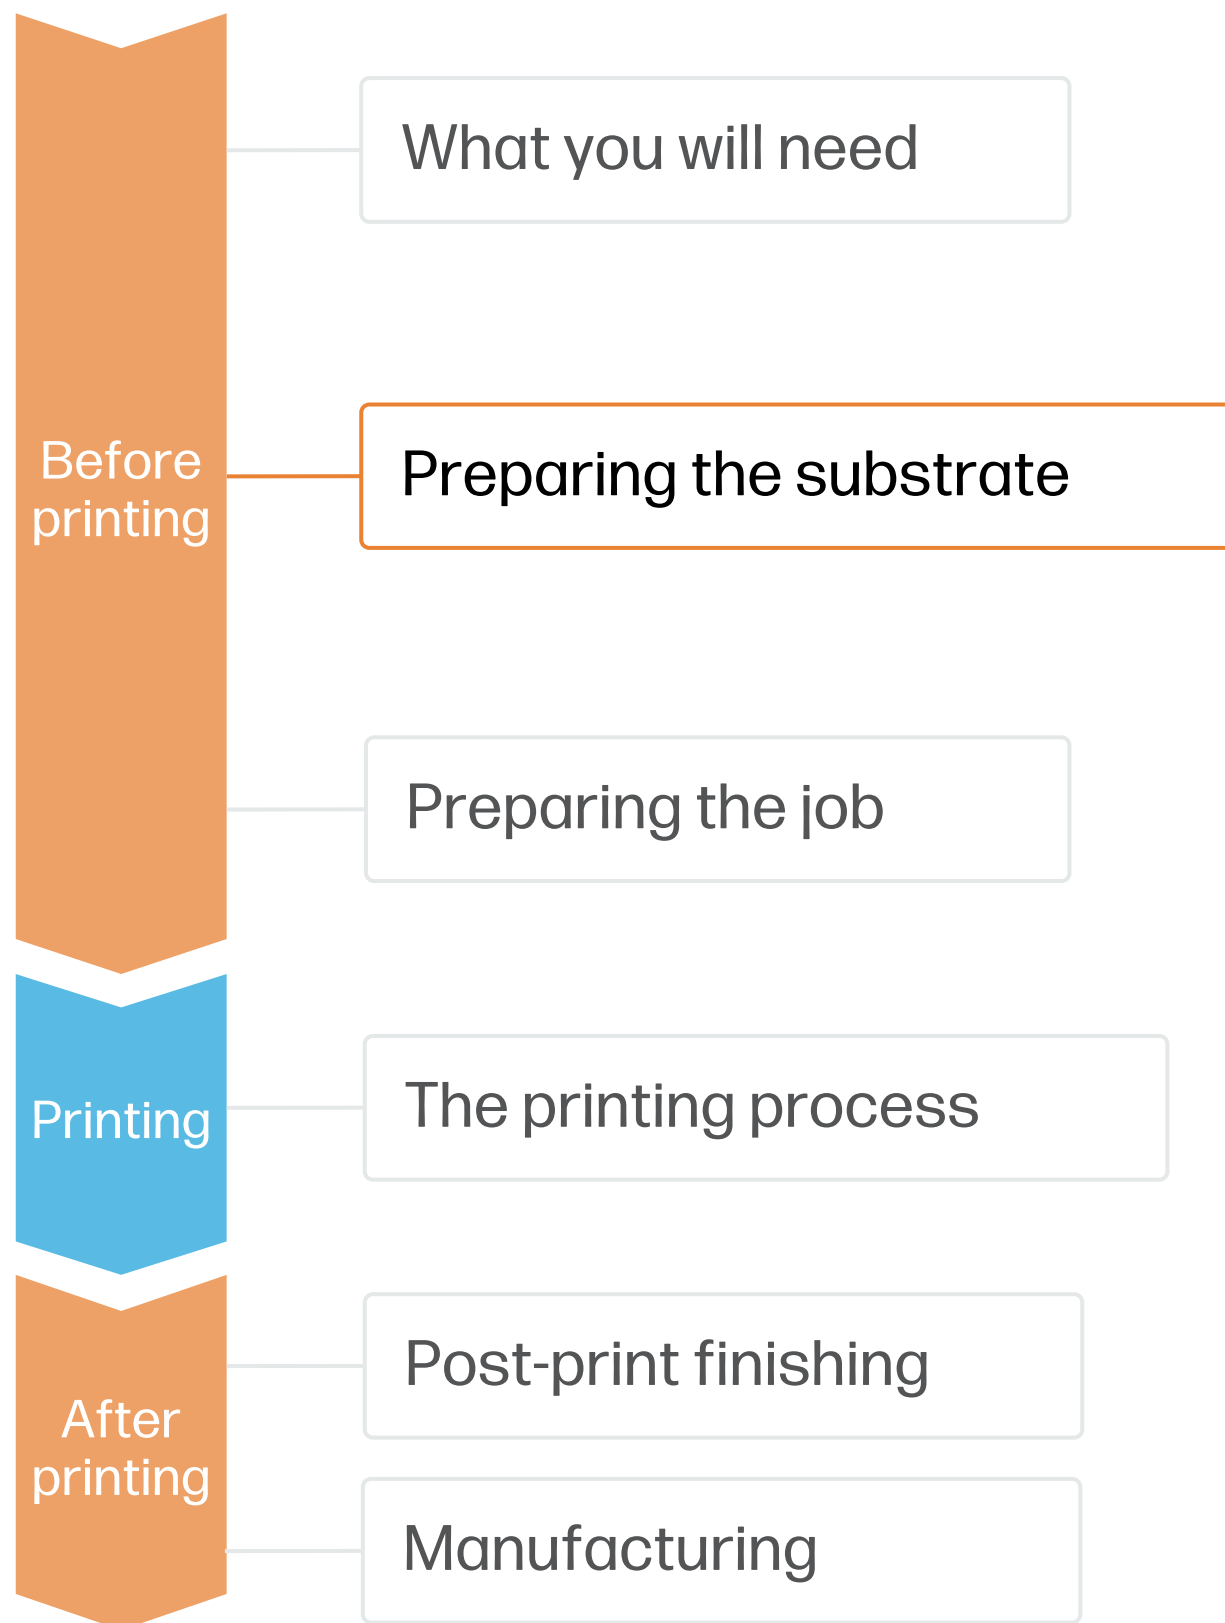 What you will need
Before
printing
Preparing the substrate
Preparing the job
Printing
The printing process
After
printing
Post-print finishing
Manufacturing